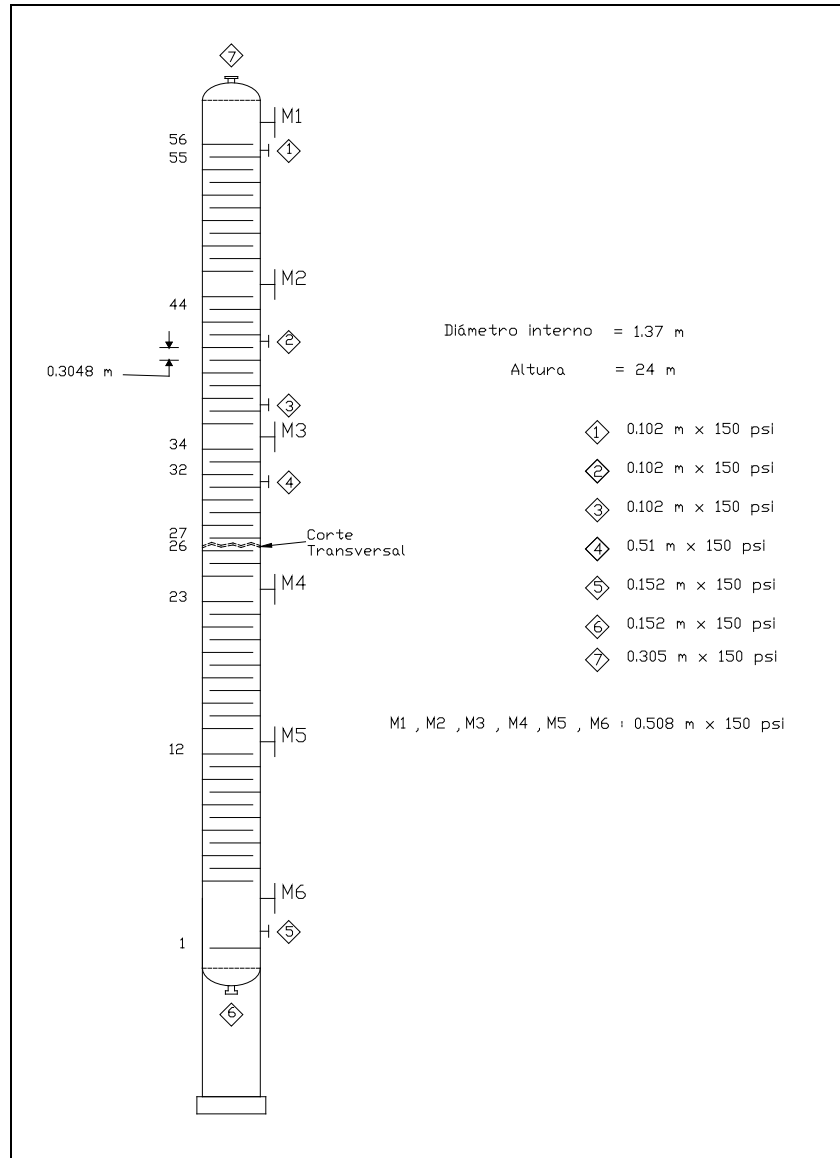 7
M1
56
55
1
M2
44
2
0.3048 m
3
M3
34
32
4
27
26
Corte
Transversal
M4
23
M5
12
M6
5
1
6
Diámetro interno = 1.37 m
Altura = 24 m
1 0.102 m x 150 psi
2 0.102 m x 150 psi
3 0.102 m x 150 psi
4 0.51 m x 150 psi
5 0.152 m x 150 psi
6 0.152 m x 150 psi
7 0.305 m x 150 psi
M1 , M2 , M3 , M4 , M5 , M6 : 0.508 m x 150 psi